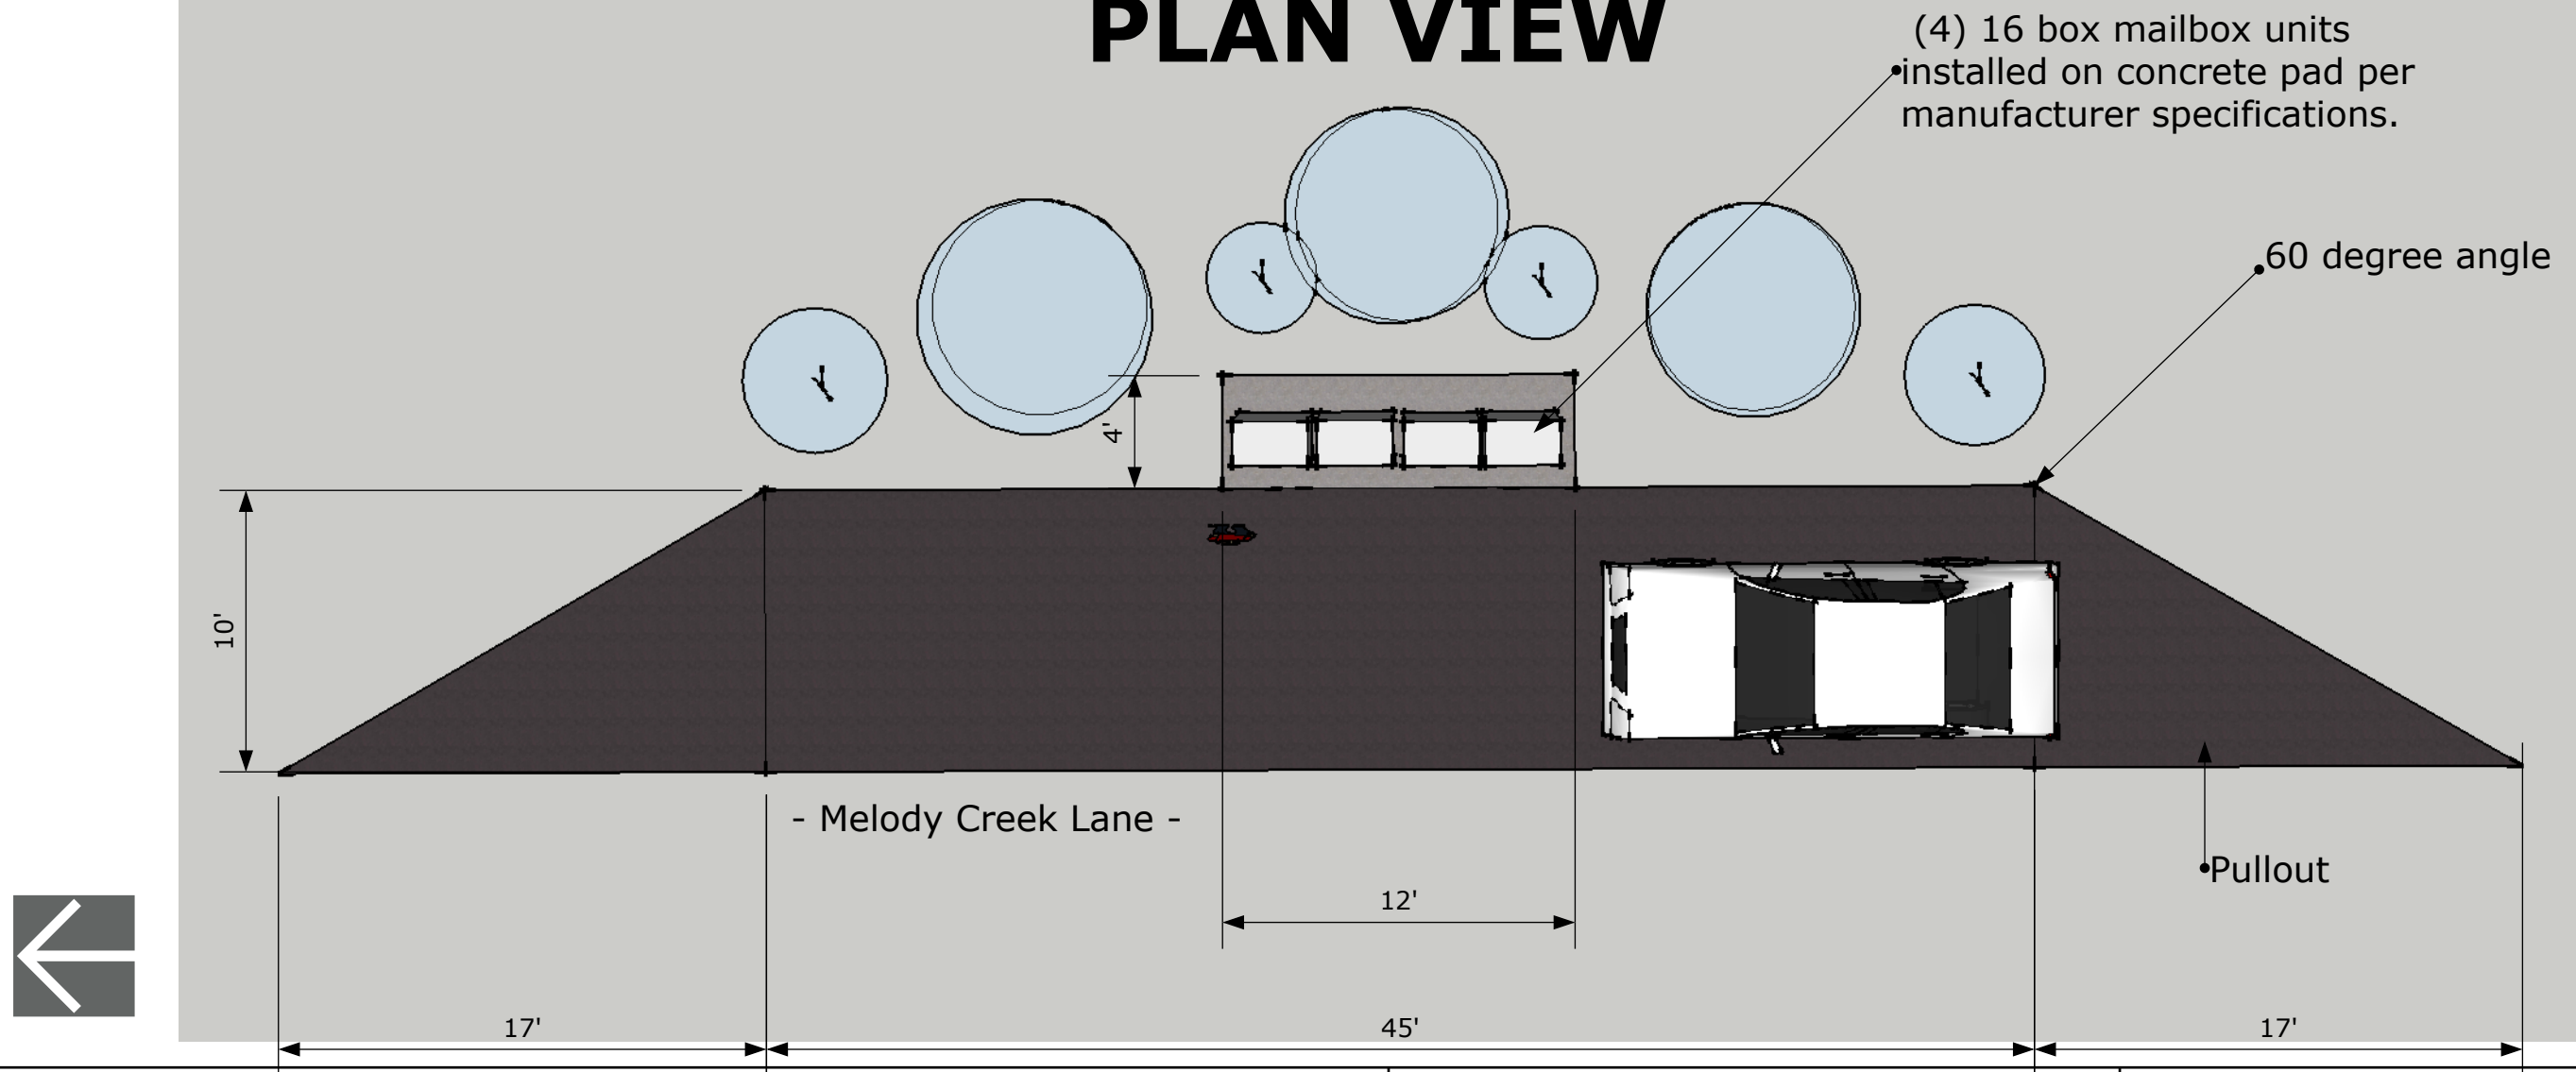 PLAN VIEW
(4) 16 box mailbox units
installed on concrete pad per
manufacturer specifications.
60 degree angle
4'
10'
- Melody Creek Lane -
Pullout
12'
17'
45'
17'